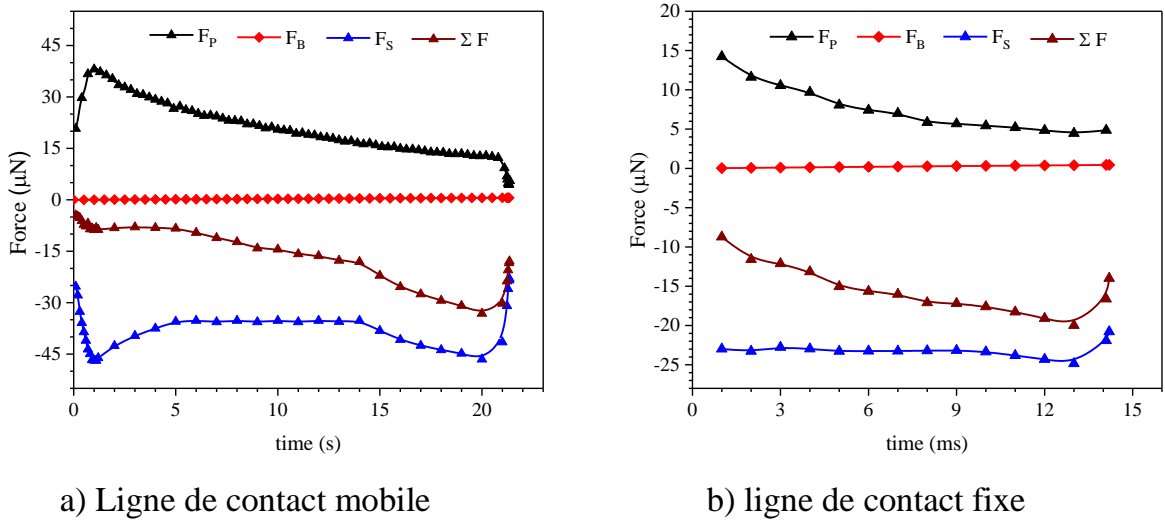 F_P F_B F_S Σ F
45
30
15
0
-15
-30
-45
Force (μN)
0 5 10 15 20
time (s)
a) Ligne de contact mobile
F_P F_B F_S Σ F
20
15
10
5
0
-5
-10
-15
-20
-25
Force (μN)
0 3 6 9 12 15
time (ms)
b) ligne de contact fixe